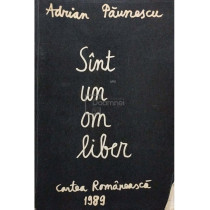 Adrian Păunescu
Sînt
un
om
liber
Cartea Românească
1989